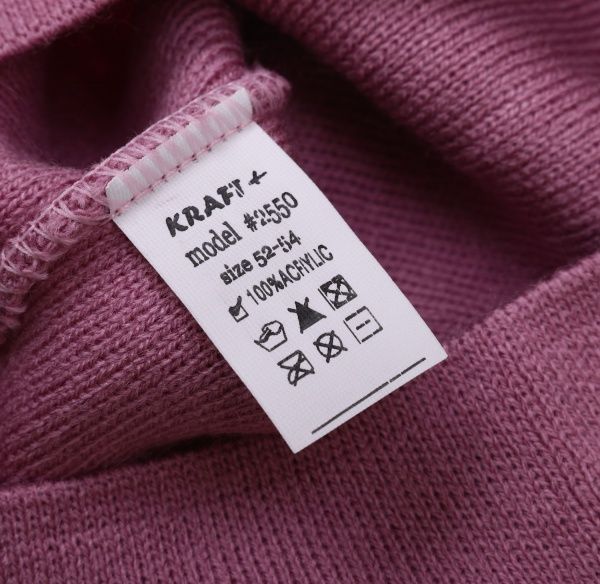 KRAFT +
model #2550
size 52-54
100%ACRYLIC